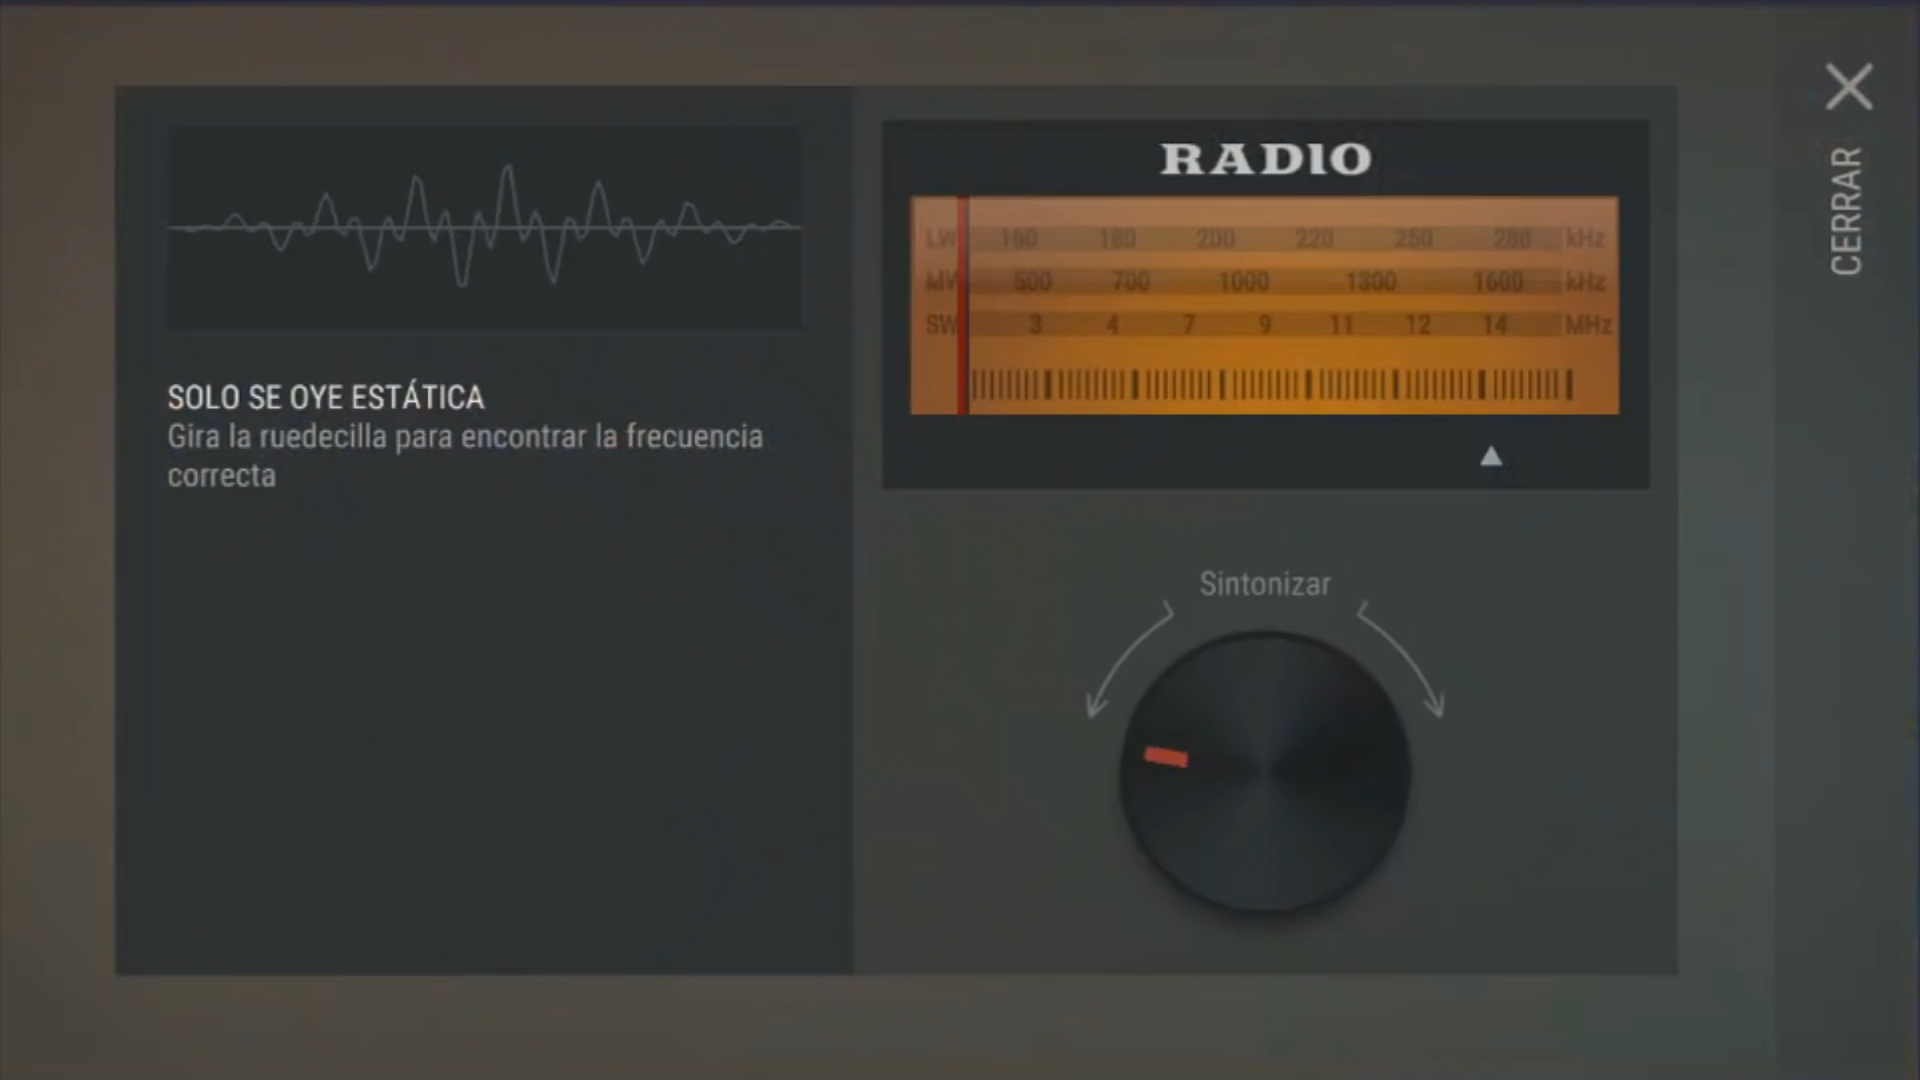 CERRAR
RADIO
LW 160 180 200 220 250 280 kHz
MW 500 700 1000 1300 1600 kHz
SW 3 4 7 9 11 12 14 MHz
SOLO SE OYE ESTÁTICA
Gira la ruedecilla para encontrar la frecuencia
correcta
Sintonizar